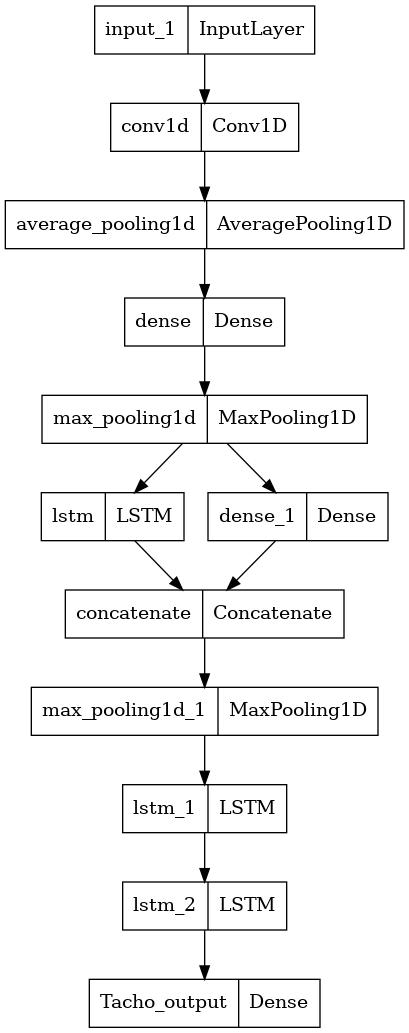 input_1 InputLayer
conv1d Conv1D
average_pooling1d AveragePooling1D
dense Dense
max_pooling1d MaxPooling1D
lstm LSTM dense_1 Dense
concatenate Concatenate
max_pooling1d_1 MaxPooling1D
lstm_1 LSTM
lstm_2 LSTM
Tacho_output Dense